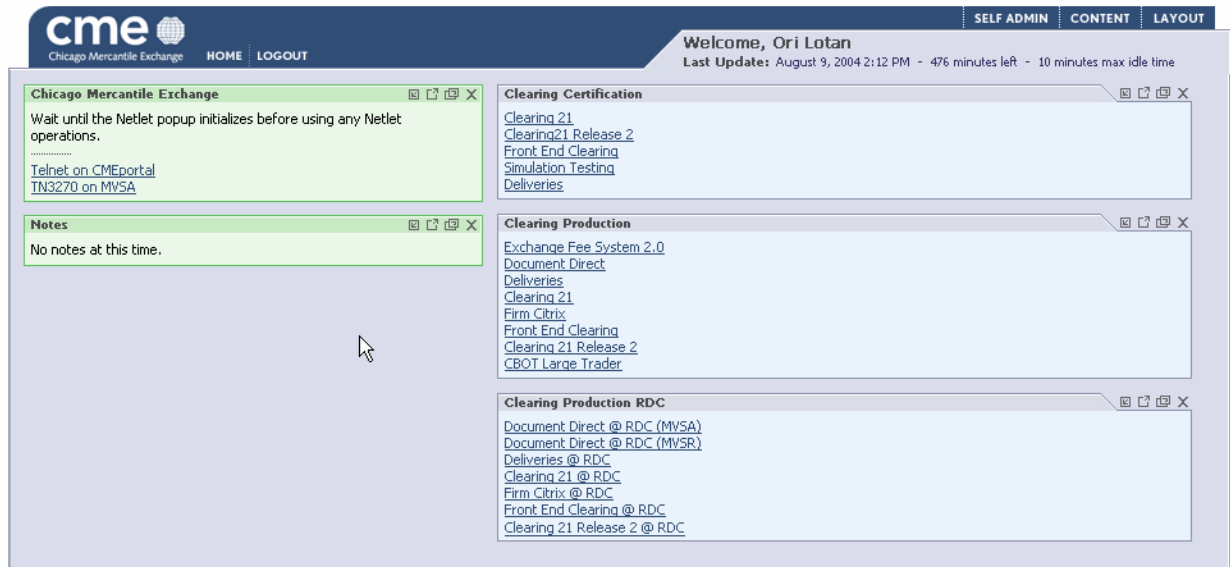 cme
Chicago Mercantile Exchange
HOME LOGOUT
SELF ADMIN CONTENT LAYOUT
Welcome, Ori Lotan
Last Update: August 9, 2004 2:12 PM - 476 minutes left - 10 minutes max idle time
Chicago Mercantile Exchange
Wait until the Netlet popup initializes before using any Netlet
operations.
Telnet on CMEportal
TN3270 on MVSA
Notes
No notes at this time.
Clearing Certification
Clearing 21
Clearing21 Release 2
Front End Clearing
Simulation Testing
Deliveries
Clearing Production
Exchange Fee System 2.0
Document Direct
Deliveries
Clearing 21
Firm Citrix
Front End Clearing
Clearing 21 Release 2
CBOT Large Trader
Clearing Production RDC
Document Direct @ RDC (MVSA)
Document Direct @ RDC (MVSR)
Deliveries @ RDC
Clearing 21 @ RDC
Firm Citrix @ RDC
Front End Clearing @ RDC
Clearing 21 Release 2 @ RDC